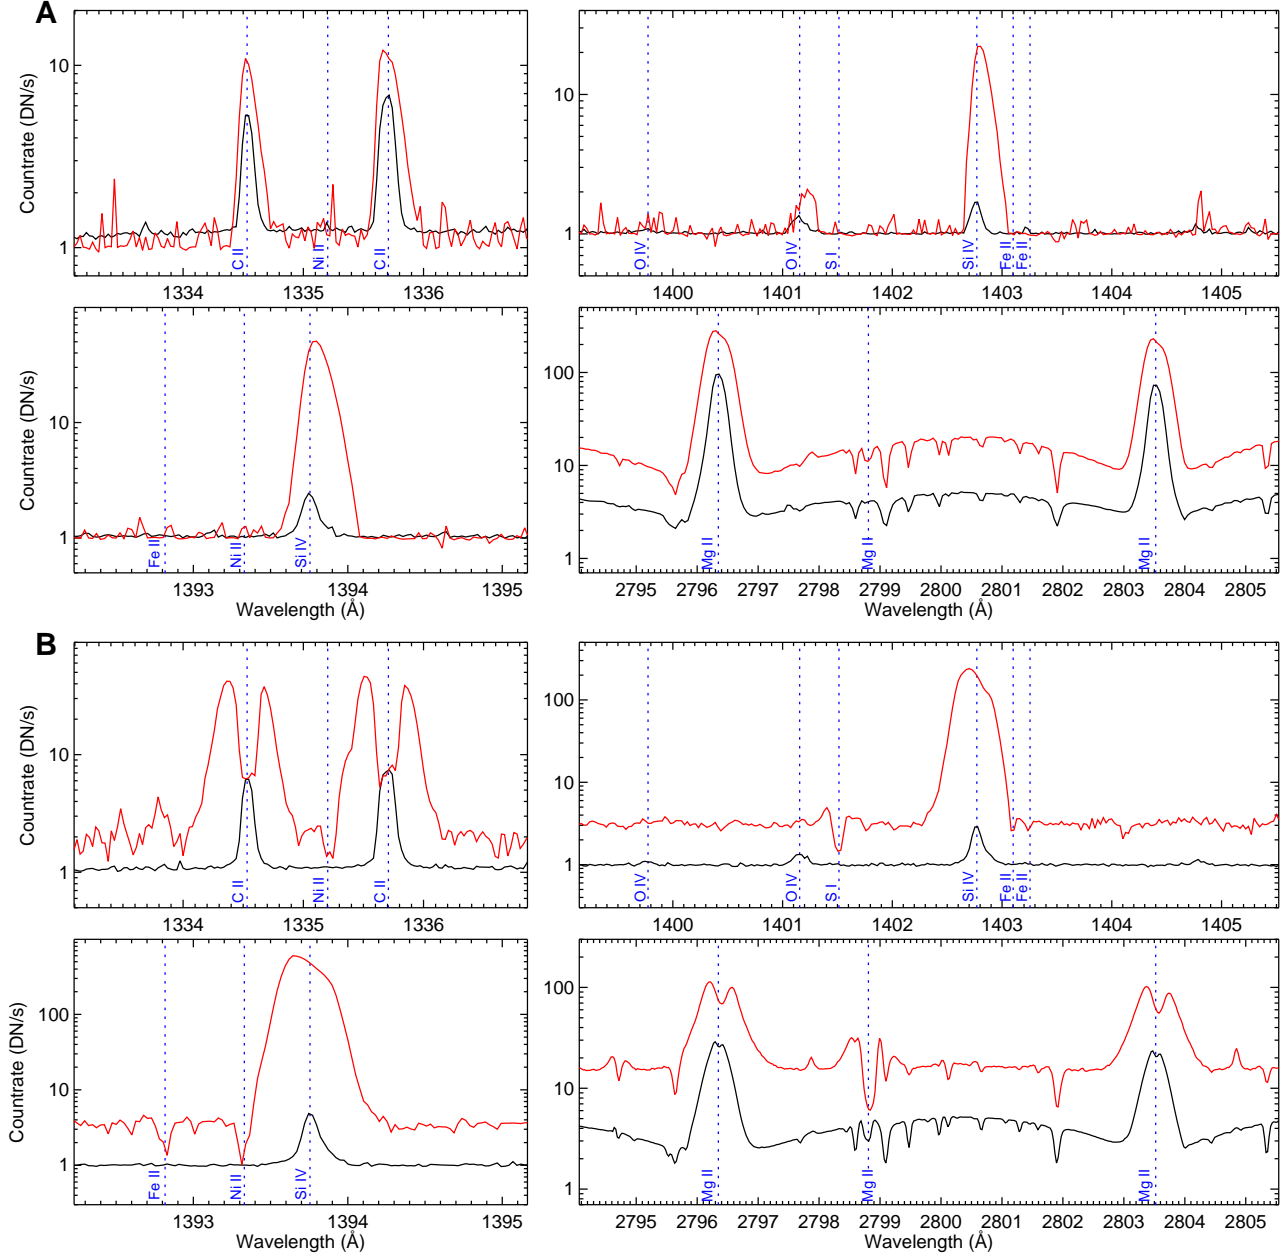 A
Countrate (DN/s)
10
1
C II
Ni II
C II
1334
1335
1336
10
1
O IV
O IV
S I
Si IV
Fe II
Fe II
1400
1401
1402
1403
1404
1405
Countrate (DN/s)
10
1
Fe II
Ni II
Si IV
1393
1394
1395
Wavelength (Å)
100
10
1
Mg II
Mg II
Mg II
2795
2796
2797
2798
2799
2800
2801
2802
2803
2804
2805
Wavelength (Å)
B
Countrate (DN/s)
10
1
C II
Ni II
C II
1334
1335
1336
100
10
1
O IV
O IV
S I
Si IV
Fe II
Fe II
1400
1401
1402
1403
1404
1405
Countrate (DN/s)
100
10
1
Fe II
Ni II
Si IV
1393
1394
1395
Wavelength (Å)
100
10
1
Mg II
Mg II
Mg II
2795
2796
2797
2798
2799
2800
2801
2802
2803
2804
2805
Wavelength (Å)